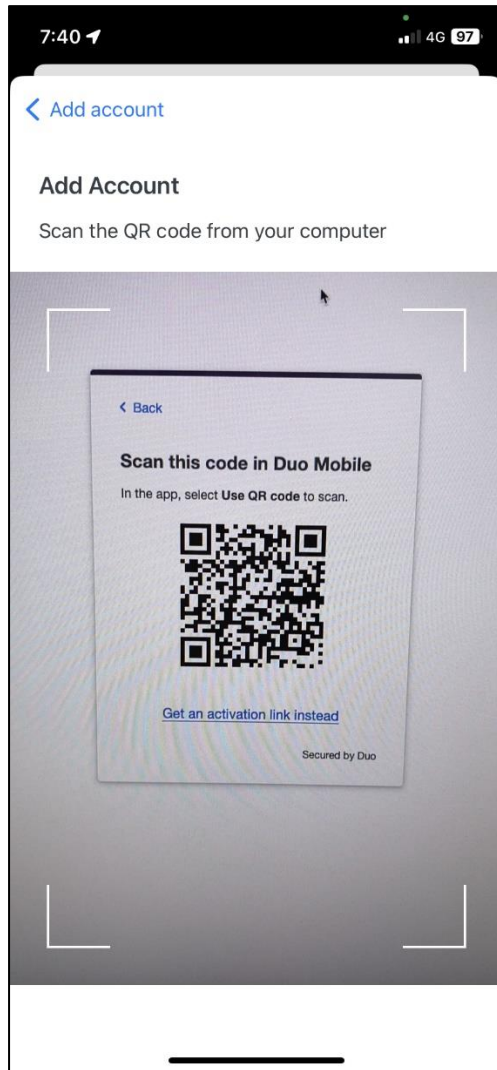 7:40
4G 97
Add account
Add Account
Scan the QR code from your computer
Back
Scan this code in Duo Mobile
In the app, select Use QR code to scan.
Get an activation link instead
Secured by Duo